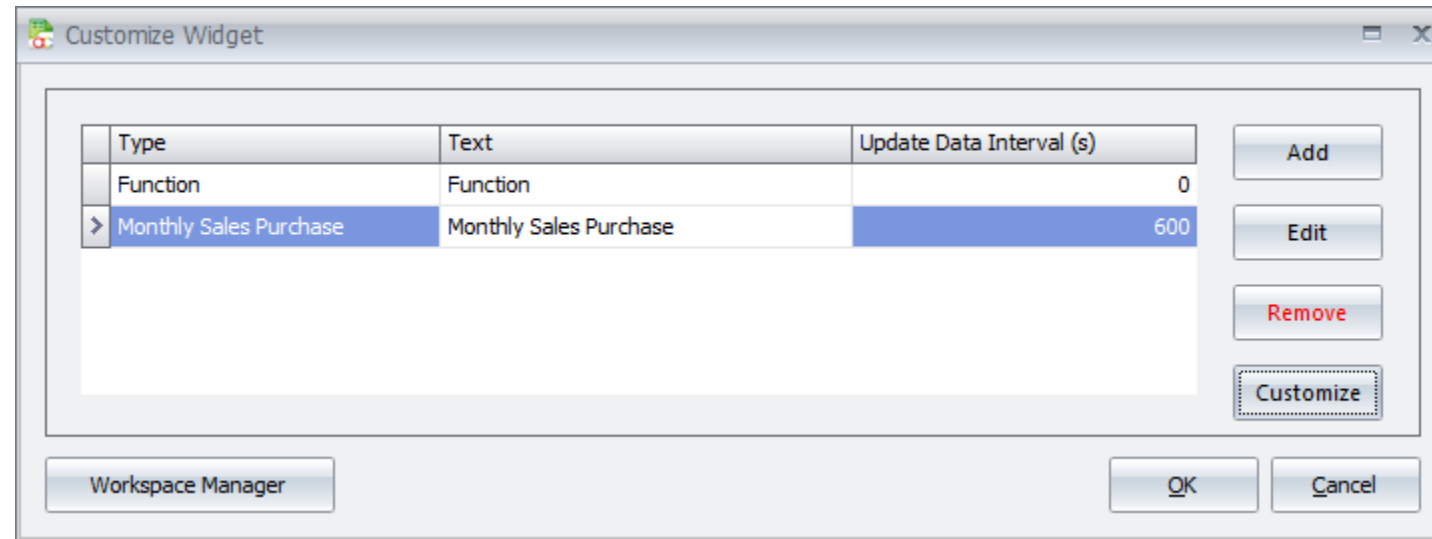 Customize Widget
Type Text Update Data Interval (s)
Add
Function Function 0
Monthly Sales Purchase Monthly Sales Purchase 600
Edit
Remove
Customize
Workspace Manager OK Cancel